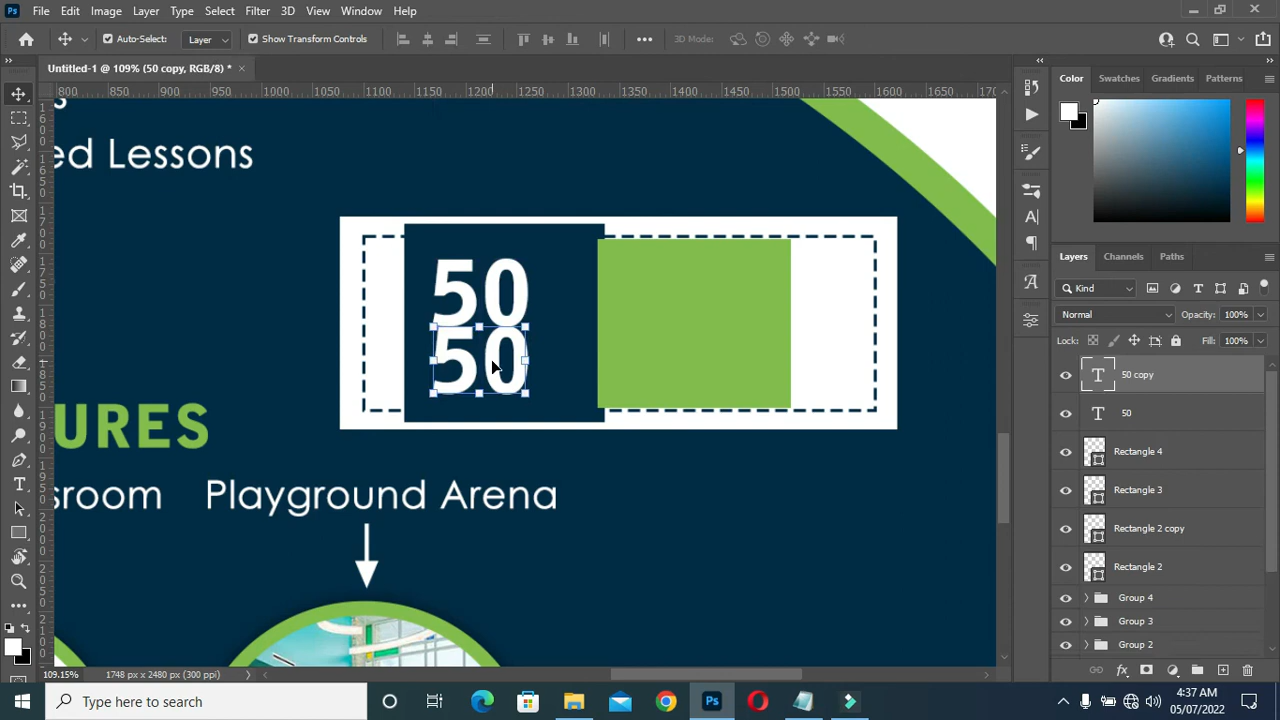 Ps File Edit Image Layer Type Select Filter 3D View Window Help
Auto-Select: Layer Show Transform Controls 3D Mode:
Untitled-1 @ 109% (50 copy, RGB/8) *
800 850 900 950 1000 1050 1100 1150 1200 1250 1300 1350 1400 1450 1500 1550 1600 1650
ed Lessons
50
50
URES
sroom Playground Arena
Color Swatches Gradients Patterns
Layers Channels Paths
Kind
Normal Opacity: 100%
Lock: Fill: 100%
50 copy
50
Rectangle 4
Rectangle 3
Rectangle 2 copy
Rectangle 2
Group 4
Group 3
Group 2
109.15% 1748 px x 2480 px (300 ppi)
Type here to search
Ps
4:37 AM
05/07/2022